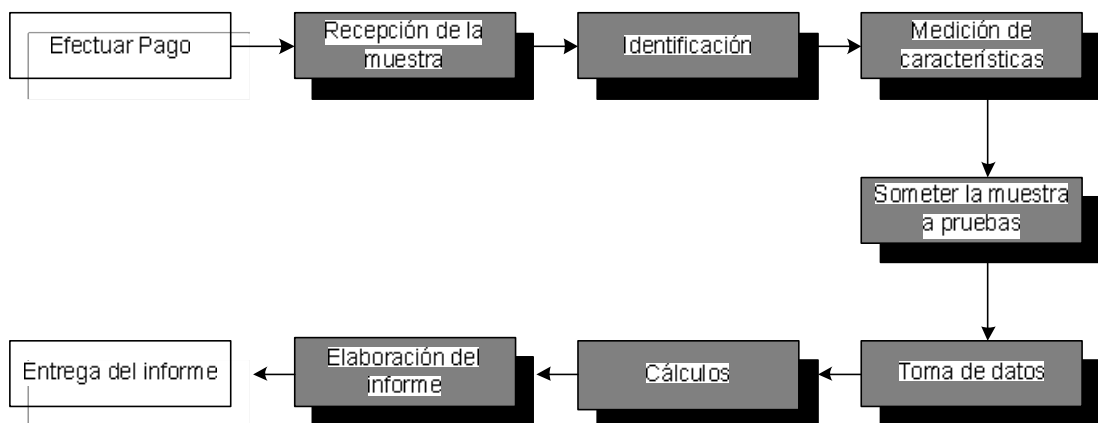 Efectuar Pago
Recepción de la
muestra
Identificación
Medición de
características
Someter la muestra
a pruebas
Toma de datos
Cálculos
Elaboración del
informe
Entrega del informe